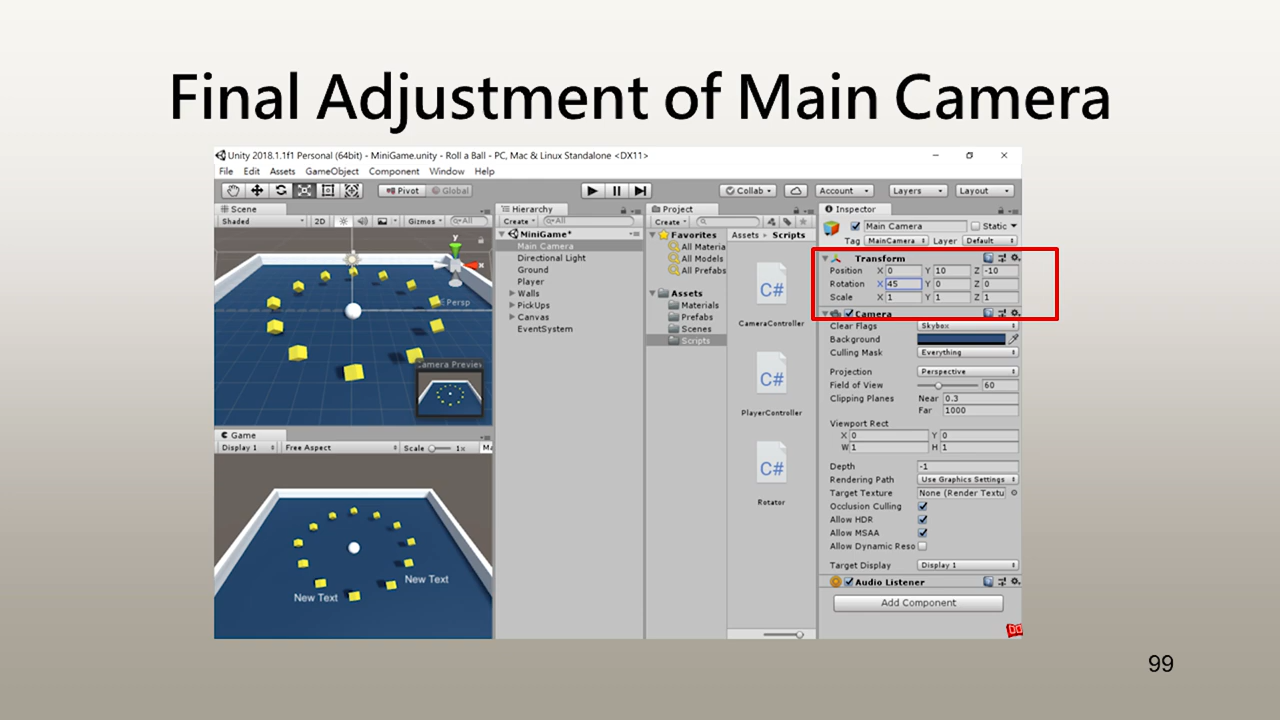 Final Adjustment of Main Camera
Unity 2018.1.1f1 Personal (64bit) - MiniGame.unity - Roll a Ball - PC, Mac & Linux Standalone <DX11>
File Edit Assets GameObject Component Window Help
Pivot Global Collab Account Layers Layout
Scene
Shaded 2D Gizmos All
y
x
Persp
Camera Preview
Game
Display 1 Free Aspect Scale 1x Ma
New Text
New Text
Hierarchy
Create All
MiniGame*
Main Camera
Directional Light
Ground
Player
Walls
PickUps
Canvas
EventSystem
Project
Create
Favorites
All Materia
All Models
All Prefabs
Assets
Materials
Prefabs
Scenes
Scripts
Assets Scripts
C#
CameraController
C#
PlayerController
C#
Rotator
Inspector
Main Camera Static
Tag MainCamera Layer Default
Transform
Position X 0 Y 10 Z -10
Rotation X 45 Y 0 Z 0
Scale X 1 Y 1 Z 1
Camera
Clear Flags Skybox
Background
Culling Mask Everything
Projection Perspective
Field of View 60
Clipping Planes Near 0.3
Far 1000
Viewport Rect
X 0 Y 0
W 1 H 1
Depth -1
Rendering Path Use Graphics Settings
Target Texture None (Render Textu
Occlusion Culling
Allow HDR
Allow MSAA
Allow Dynamic Reso
Target Display Display 1
Audio Listener
Add Component
99